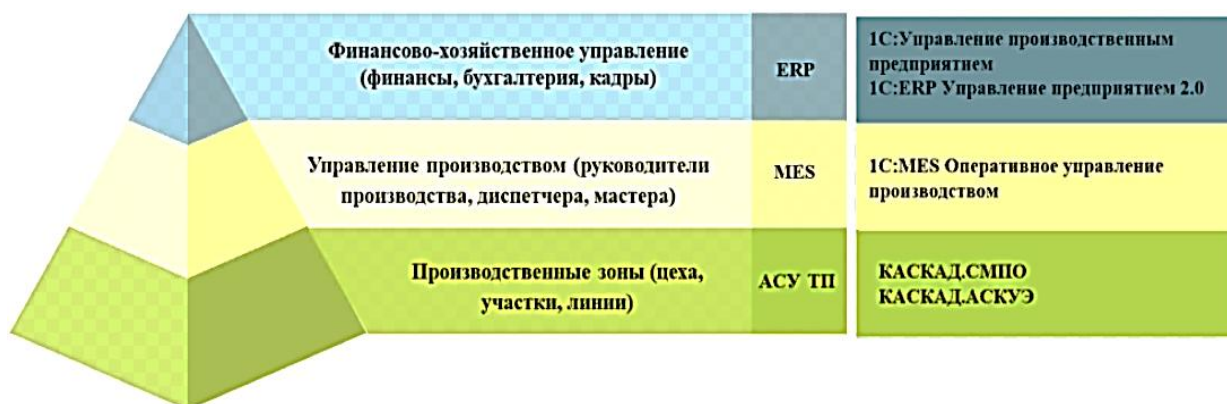 Финансово-хозяйственное управление
(финансы, бухгалтерия, кадры)
ERP
1С:Управление производственным
предприятием
1С:ERP Управление предприятием 2.0
Управление производством (руководители
производства, диспетчера, мастера)
MES
1С:MES Оперативное управление
производством
Производственные зоны (цеха,
участки, линии)
АСУ ТП
КАСКАД.СМПО
КАСКАД.АСКУЭ